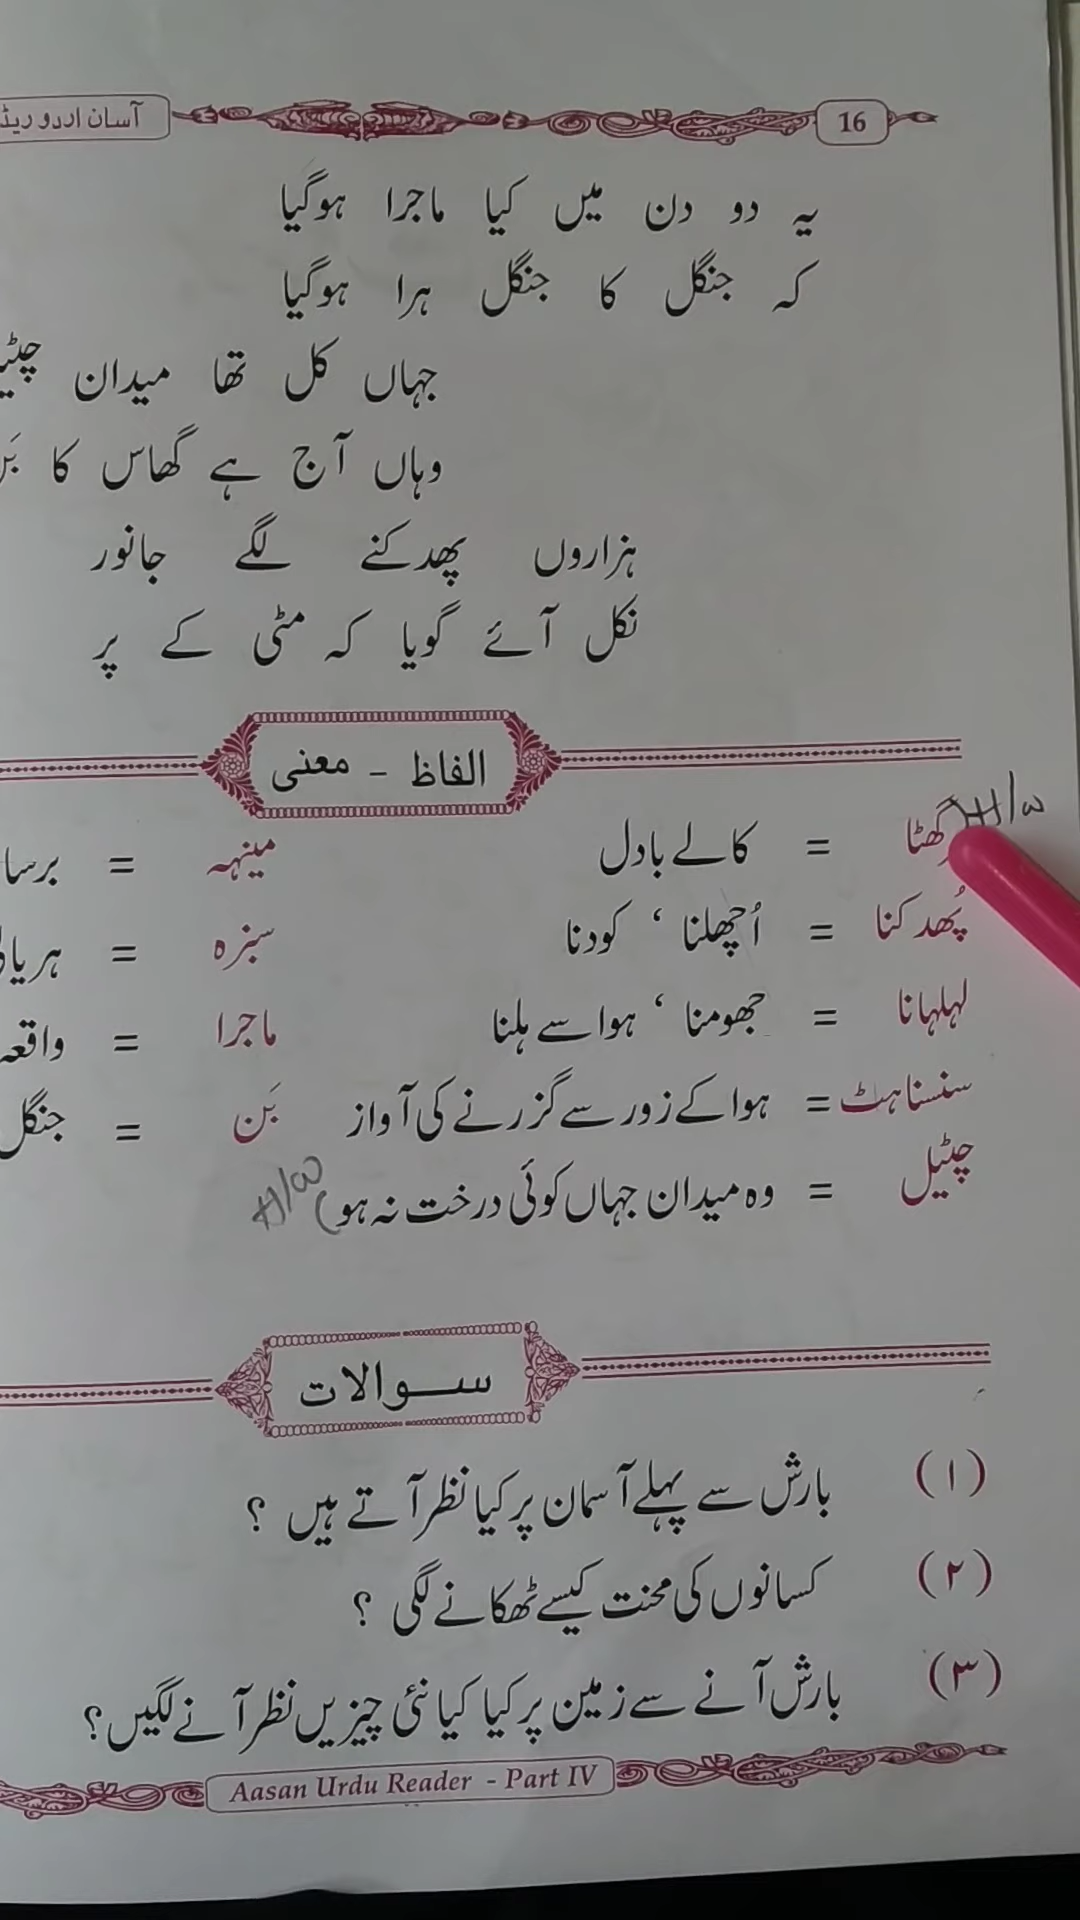 16
آسان اردو
یہ دو دن میں کیا ماجرا ہوگیا
کہ جنگل کا جنگل ہرا ہوگیا
جہاں کل تھا میدان
وہاں آج ہے گھاس کا
ہزاروں پھدکنے لگے جانور
نکل آئے گویا کہ مٹی کے پر
الفاظ - معنی
H/w
گھٹا = کالے بادل مینہہ =
پُھدکنا = اُچھلنا ‘ کودنا سبزہ =
لہلہانا = جھومنا ‘ ہوا سے ہلنا ماجرا = واقعہ
سنسناہٹ = ہوا کے زور سے گزرنے کی آواز بَن = جنگل
چٹیل = وہ میدان جہاں کوئی درخت نہ ہو) H/w
سوالات
(۱) بارش سے پہلے آسمان پر کیا نظر آتے ہیں ؟
(۲) کسانوں کی محنت کیسے ٹھکانے لگی ؟
(۳) بارش آنے سے زمین پر کیا کیا نئی چیزیں نظر آنے لگیں؟
Aasan Urdu Reader - Part IV